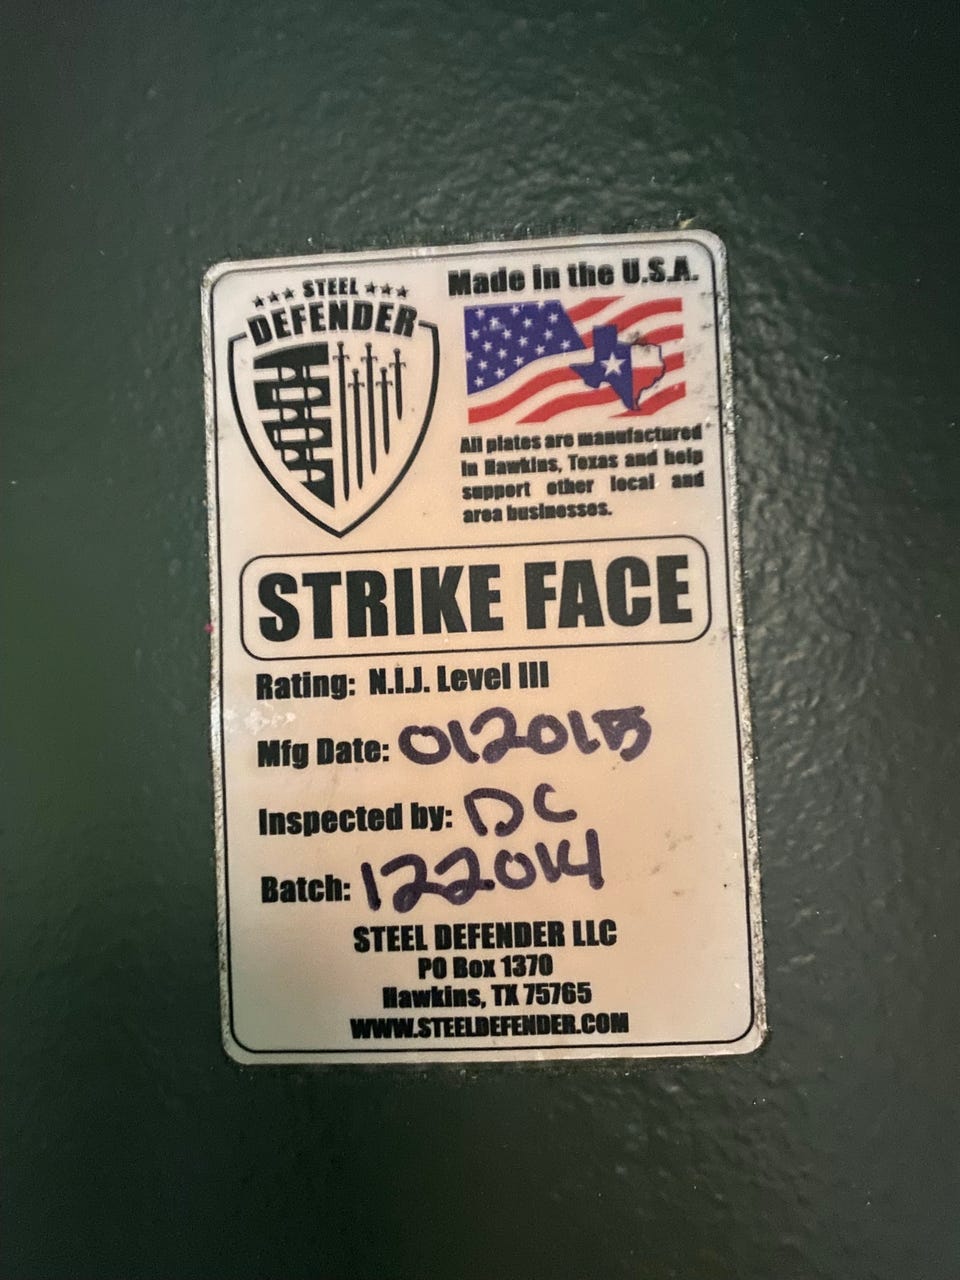 ★★★ STEEL ★★★
DEFENDER
Made in the U.S.A.
All plates are manufactured
in Hawkins, Texas and help
support other local and
area businesses.
STRIKE FACE
Rating: N.I.J. Level III
Mfg Date: 012015
Inspected by: DC
Batch: 122014
STEEL DEFENDER LLC
PO Box 1370
Hawkins, TX 75765
WWW.STEELDEFENDER.COM